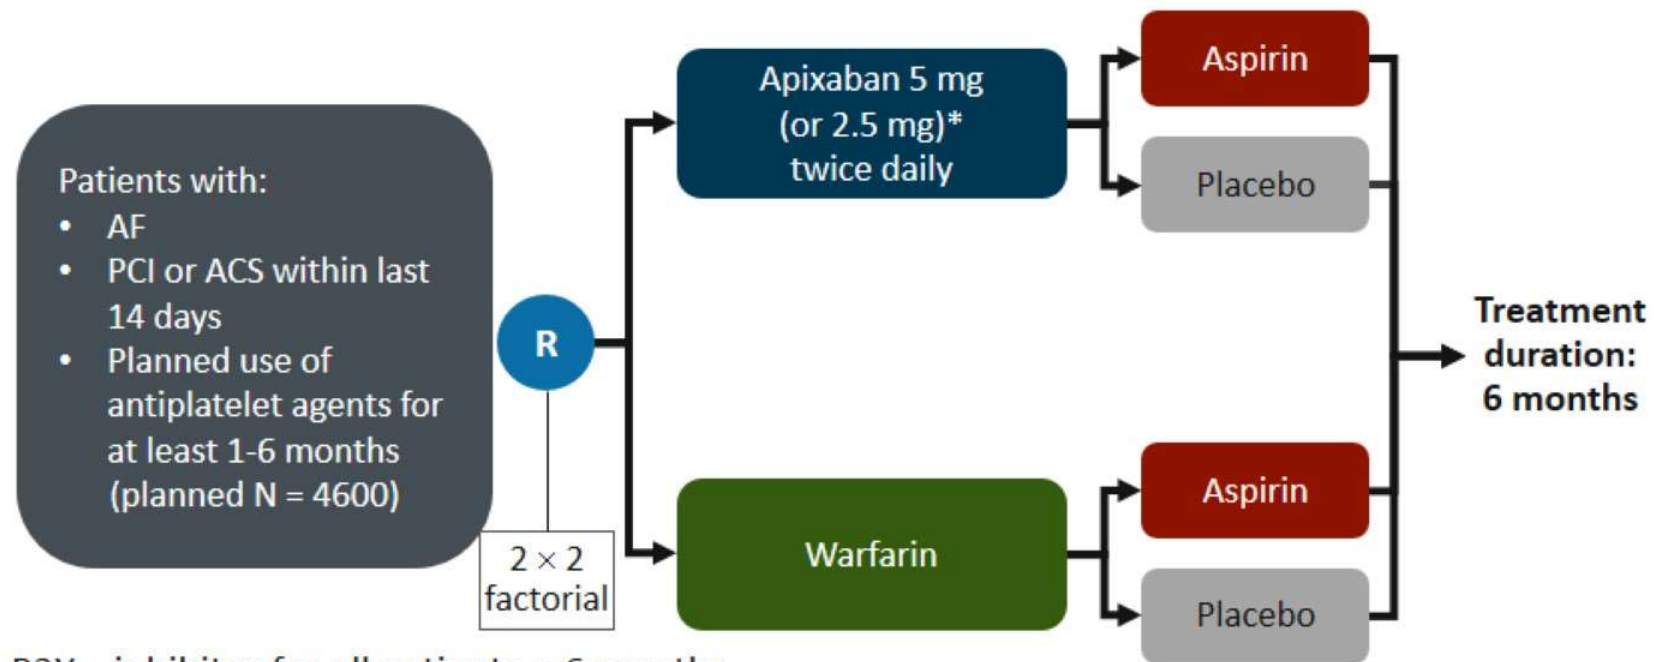 Patients with:
• AF
• PCI or ACS within last
14 days
• Planned use of
antiplatelet agents for
at least 1-6 months
(planned N = 4600)
R
2 × 2
factorial
Apixaban 5 mg
(or 2.5 mg)*
twice daily
Aspirin
Placebo
Warfarin
Aspirin
Placebo
Treatment
duration:
6 months